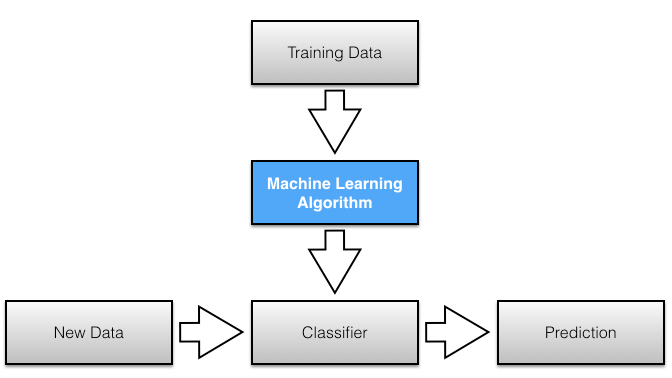 Training Data
Machine Learning
Algorithm
New Data
Classifier
Prediction